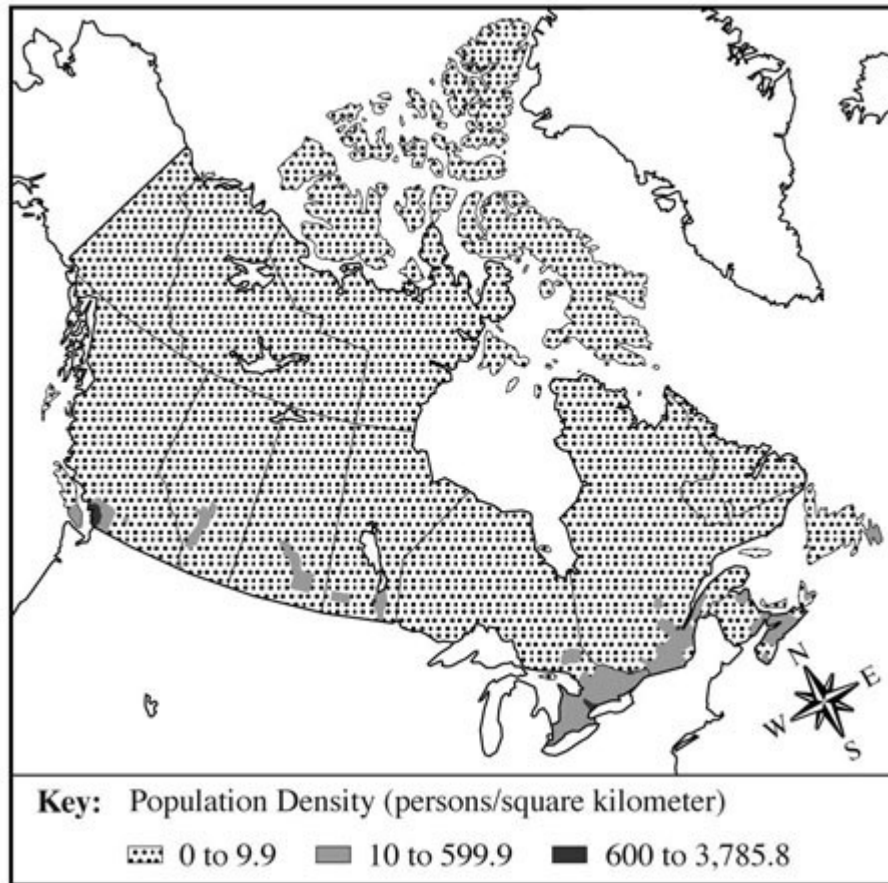 N
E
W
S
Key: Population Density (persons/square kilometer)
0 to 9.9 10 to 599.9 600 to 3,785.8